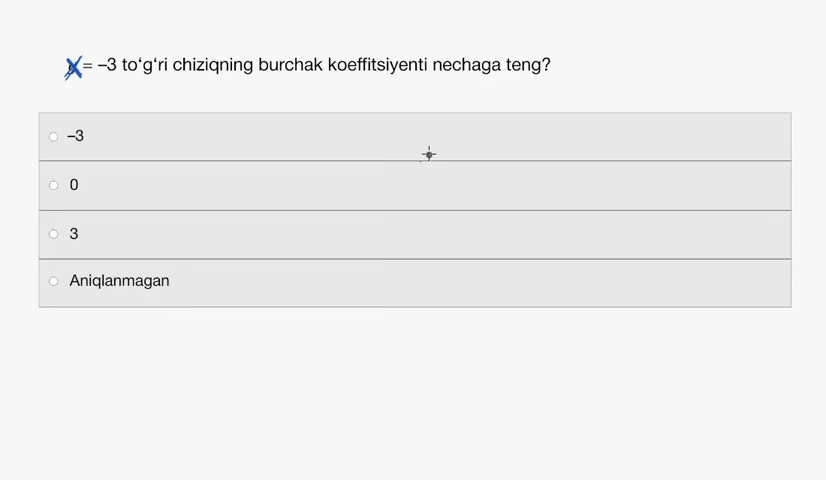 x = –3 to‘g‘ri chiziqning burchak koeffitsiyenti nechaga teng?
–3
0
3
Aniqlanmagan